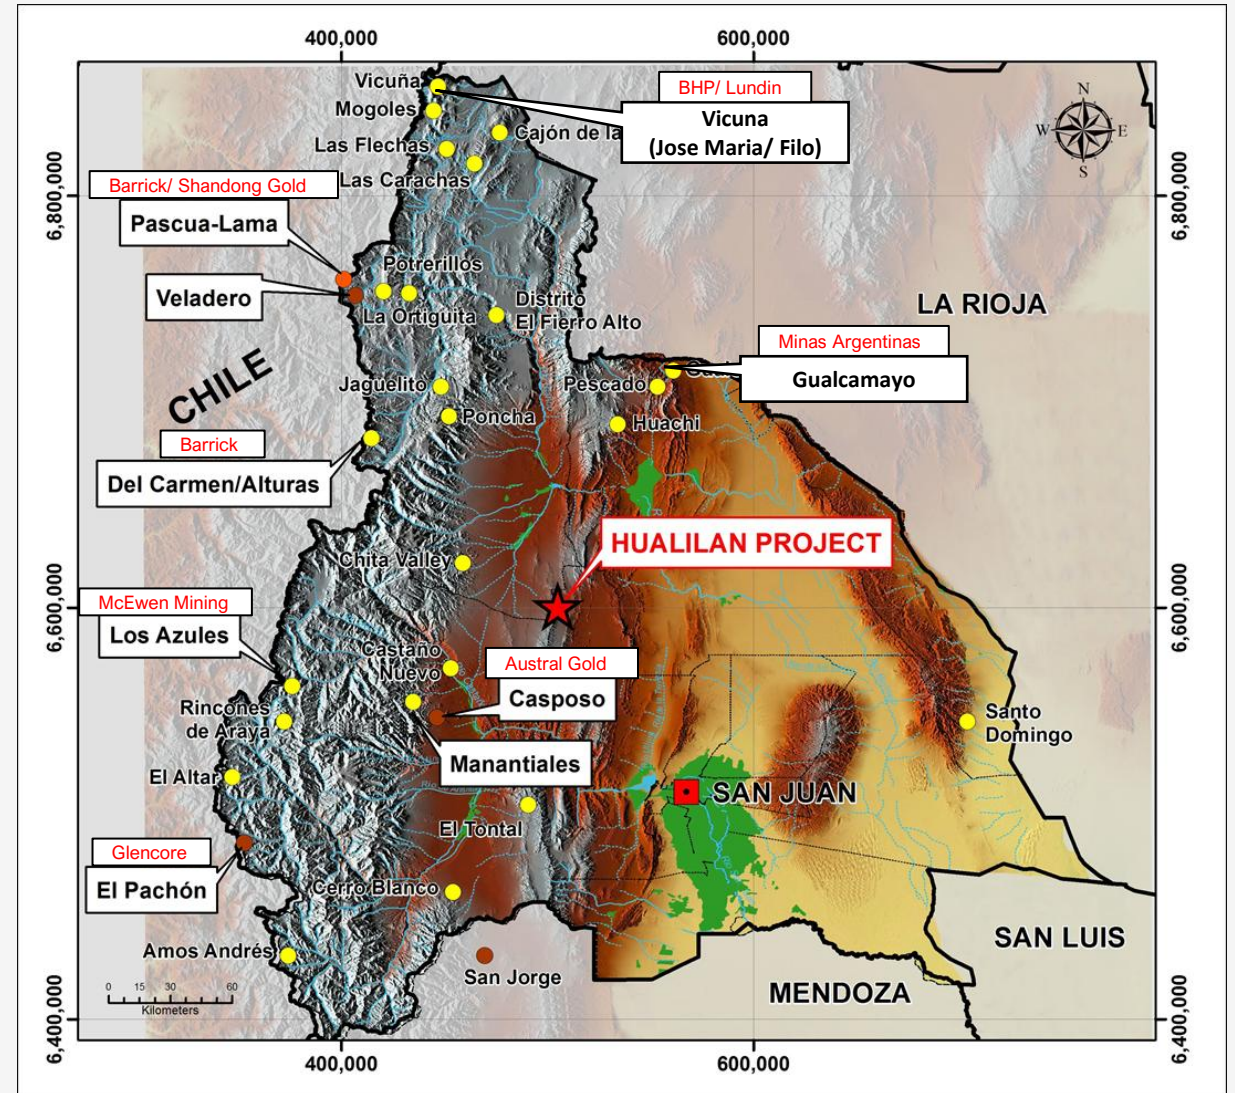 400,000
600,000
Vicuña
BHP/ Lundin
Mogoles
Vicuna
(Jose Maria/ Filo)
Cajón de la
Las Flechas
Las Carachas
N
W
E
S
6,800,000
6,800,000
Barrick/ Shandong Gold
Pascua-Lama
Potrerillos
Veladero
La Ortiguita
Distrito
El Fierro Alto
LA RIOJA
CHILE
Minas Argentinas
Gualcamayo
Jaguelito
Pescado
Poncha
Huachi
Barrick
Del Carmen/Alturas
HUALILAN PROJECT
Chita Valley
6,600,000
6,600,000
McEwen Mining
Los Azules
Castaño
Nuevo
Austral Gold
Casposo
Rincones
de Araya
Santo
Domingo
Manantiales
El Altar
SAN JUAN
El Tontal
Glencore
El Pachón
Cerro Blanco
Amos Andrés
San Jorge
SAN LUIS
MENDOZA
0 15 30 60
Kilometers
6,400,000
6,400,000
400,000
600,000